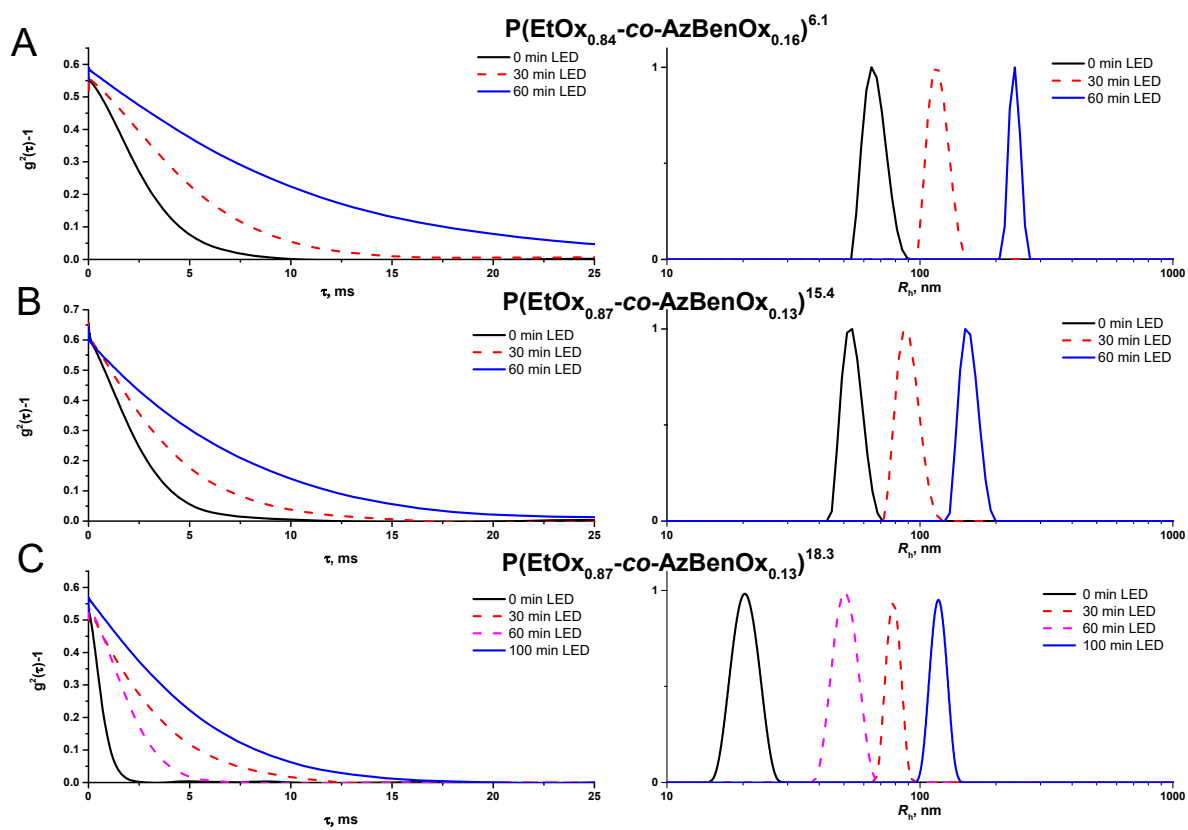 A
P(EtOx0.84-co-AzBenOx0.16)6.1
0 min LED
30 min LED
60 min LED
g2(τ)-1
0.6
0.5
0.4
0.3
0.2
0.1
0.0
0 5 10 15 20 25
τ, ms
0 min LED
30 min LED
60 min LED
1
0
10 100 1000
Rh, nm
B
P(EtOx0.87-co-AzBenOx0.13)15.4
0 min LED
30 min LED
60 min LED
g2(τ)-1
0.7
0.6
0.5
0.4
0.3
0.2
0.1
0.0
0 5 10 15 20 25
τ, ms
0 min LED
30 min LED
60 min LED
1
0
10 100 1000
Rh, nm
C
P(EtOx0.87-co-AzBenOx0.13)18.3
0 min LED
30 min LED
60 min LED
100 min LED
g2(τ)-1
0.7
0.6
0.5
0.4
0.3
0.2
0.1
0.0
0 5 10 15 20 25
τ, ms
0 min LED
30 min LED
60 min LED
100 min LED
1
0
10 100 1000
Rh, nm